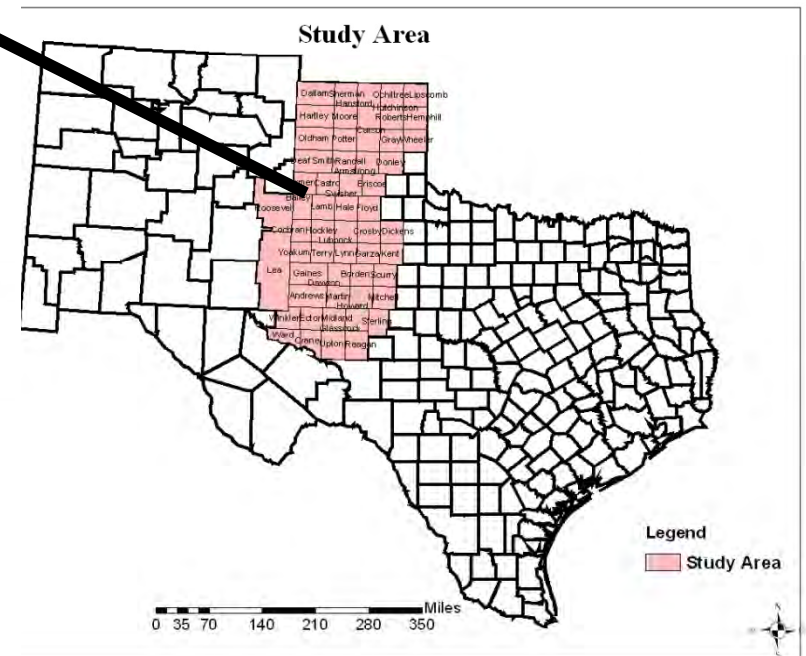 Study Area
Dallam Sherman Ochiltree Lipscomb
Hansford Hutchinson
Hartley Moore Roberts Hemphill
Carson
Oldham Potter Gray Wheeler
Deaf Smith Randall Donley
Armstrong
Castro Briscoe
Swisher
Bailey
Roosevel Lamb Hale Floyd
Cochran Hockley Crosby Dickens
Lubbock
Yoakum Terry Lynn Garza Kent
Lea Gaines Borden Scurry
Dawson
Andrews Martin Mitchell
Howard
Winkler Ector Midland Sterling
Glasscock
Ward Crane Upton Reagan
Legend
Study Area
Miles
0 35 70 140 210 280 350